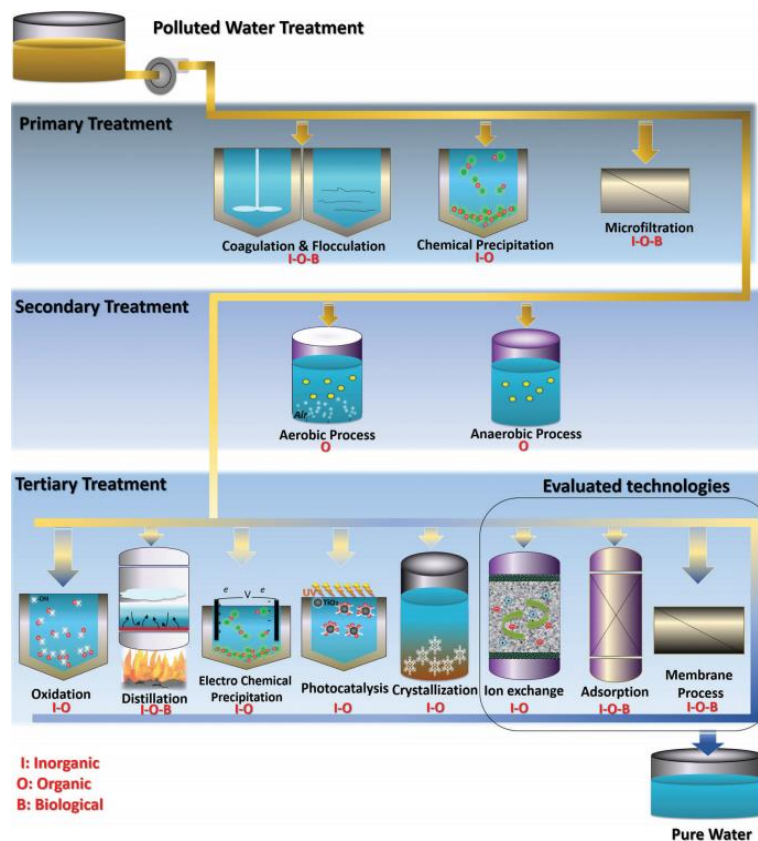 Polluted Water Treatment
Primary Treatment
Coagulation & Flocculation
I-O-B
Chemical Precipitation
I-O
Microfiltration
I-O-B
Secondary Treatment
Air
Aerobic Process
O
Anaerobic Process
O
Tertiary Treatment
Evaluated technologies
-OH
Oxidation
I-O
Distillation
I-O-B
e V e
Electro Chemical
Precipitation
I-O
UV
TiO₂
Photocatalysis
I-O
Crystallization
I-O
Ion exchange
I-O
Adsorption
I-O-B
Membrane
Process
I-O-B
I: Inorganic
O: Organic
B: Biological
Pure Water